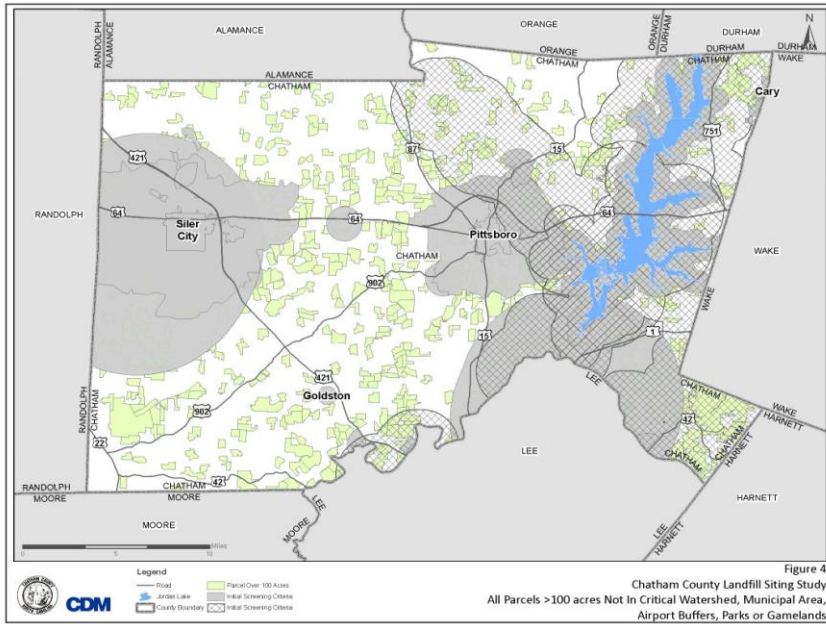 ORANGE
DURHAM
ALAMANCE
RANDOLPH
ALAMANCE
ORANGE
DURHAM
N
ORANGE
CHATHAM
DURHAM
CHATHAM
DURHAM
WAKE
ALAMANCE
CHATHAM
Cary
751
421
87
15
RANDOLPH
64
64
64
Siler
City
Pittsboro
WAKE
CHATHAM
902
WAKE
15
1
421
LEE
Goldston
RANDOLPH
CHATHAM
902
CHATHAM
WAKE
HARNETT
42
22
CHATHAM
HARNETT
LEE
CHATHAM
42
RANDOLPH
MOORE
CHATHAM
MOORE
HARNETT
LEE
MOORE
MOORE
LEE
HARNETT
Miles
0 5 10
Legend
Road
Jordan Lake
County Boundary
Parcel Over 100 Acres
Initial Screening Criteria
Initial Screening Criteria
CDM
Figure 4
Chatham County Landfill Siting Study
All Parcels >100 acres Not In Critical Watershed, Municipal Area,
Airport Buffers, Parks or Gamelands